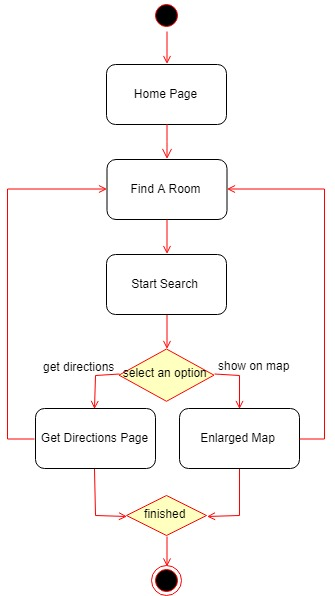 Home Page
Find A Room
Start Search
get directions
select an option
show on map
Get Directions Page
Enlarged Map
finished